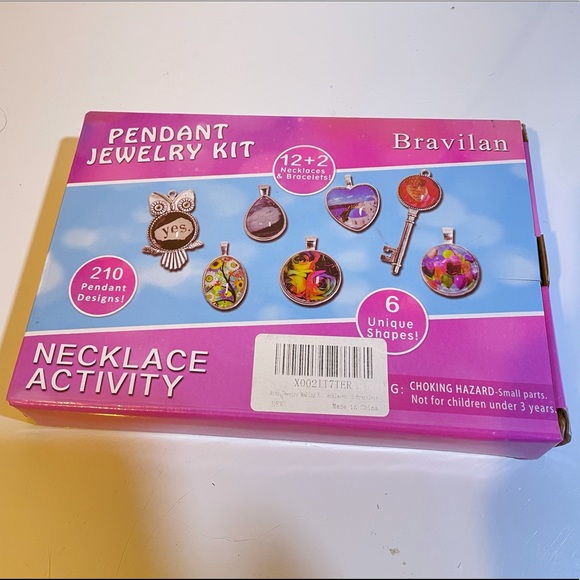 PENDANT
JEWELRY KIT
Bravilan
12+2
Necklaces
& Bracelets!
yes.
210
Pendant
Designs!
6
Unique
Shapes!
NECKLACE
ACTIVITY
X002IT7TER
Made in China
G: CHOKING HAZARD-Small parts.
Not for children under 3 years.